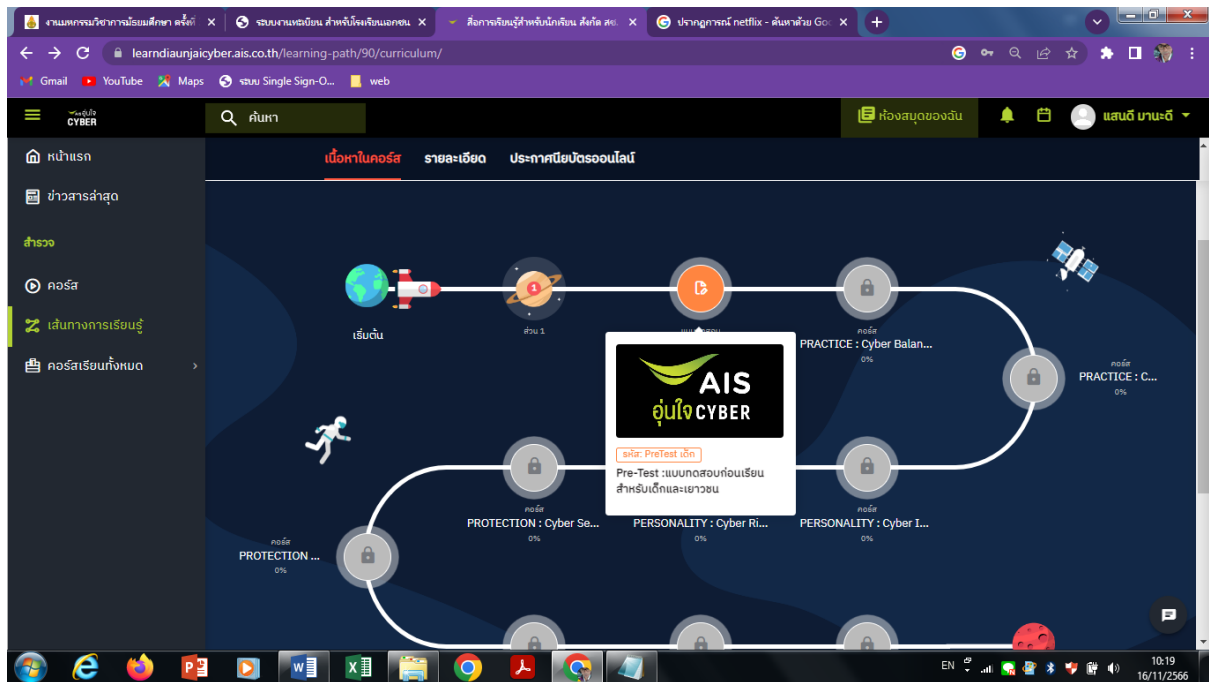 งานมหกรรมวิชาการมัธยมศึกษา ครั้งที่
ระบบงานทะเบียน สำหรับโรงเรียนเอกชน
สื่อการเรียนรู้สำหรับนักเรียน สังกัด สช.
ปรากฏการณ์ netflix - ค้นหาด้วย Goo
learndiaunjaicyber.ais.co.th/learning-path/90/curriculum/
Gmail YouTube Maps ระบบ Single Sign-O... web
อุ่นใจ CYBER
ค้นหา
ห้องสมุดของฉัน
แสนดี มานะดี
หน้าแรก
ข่าวสารล่าสุด
สำรวจ
คอร์ส
เส้นทางการเรียนรู้
คอร์สเรียนทั้งหมด
เนื้อหาในคอร์ส รายละเอียด ประกาศนียบัตรออนไลน์
เริ่มต้น
1
ส่วน 1
คอร์ส
PRACTICE : Cyber Balan...
0%
คอร์ส
PRACTICE : C...
0%
AIS
อุ่นใจ CYBER
รหัส: PreTest เด็ก
Pre-Test :แบบทดสอบก่อนเรียน
สำหรับเด็กและเยาวชน
คอร์ส
PROTECTION : Cyber Se...
0%
PERSONALITY : Cyber Ri...
0%
คอร์ส
PERSONALITY : Cyber I...
0%
คอร์ส
PROTECTION ...
0%
EN
10:19
16/11/2566